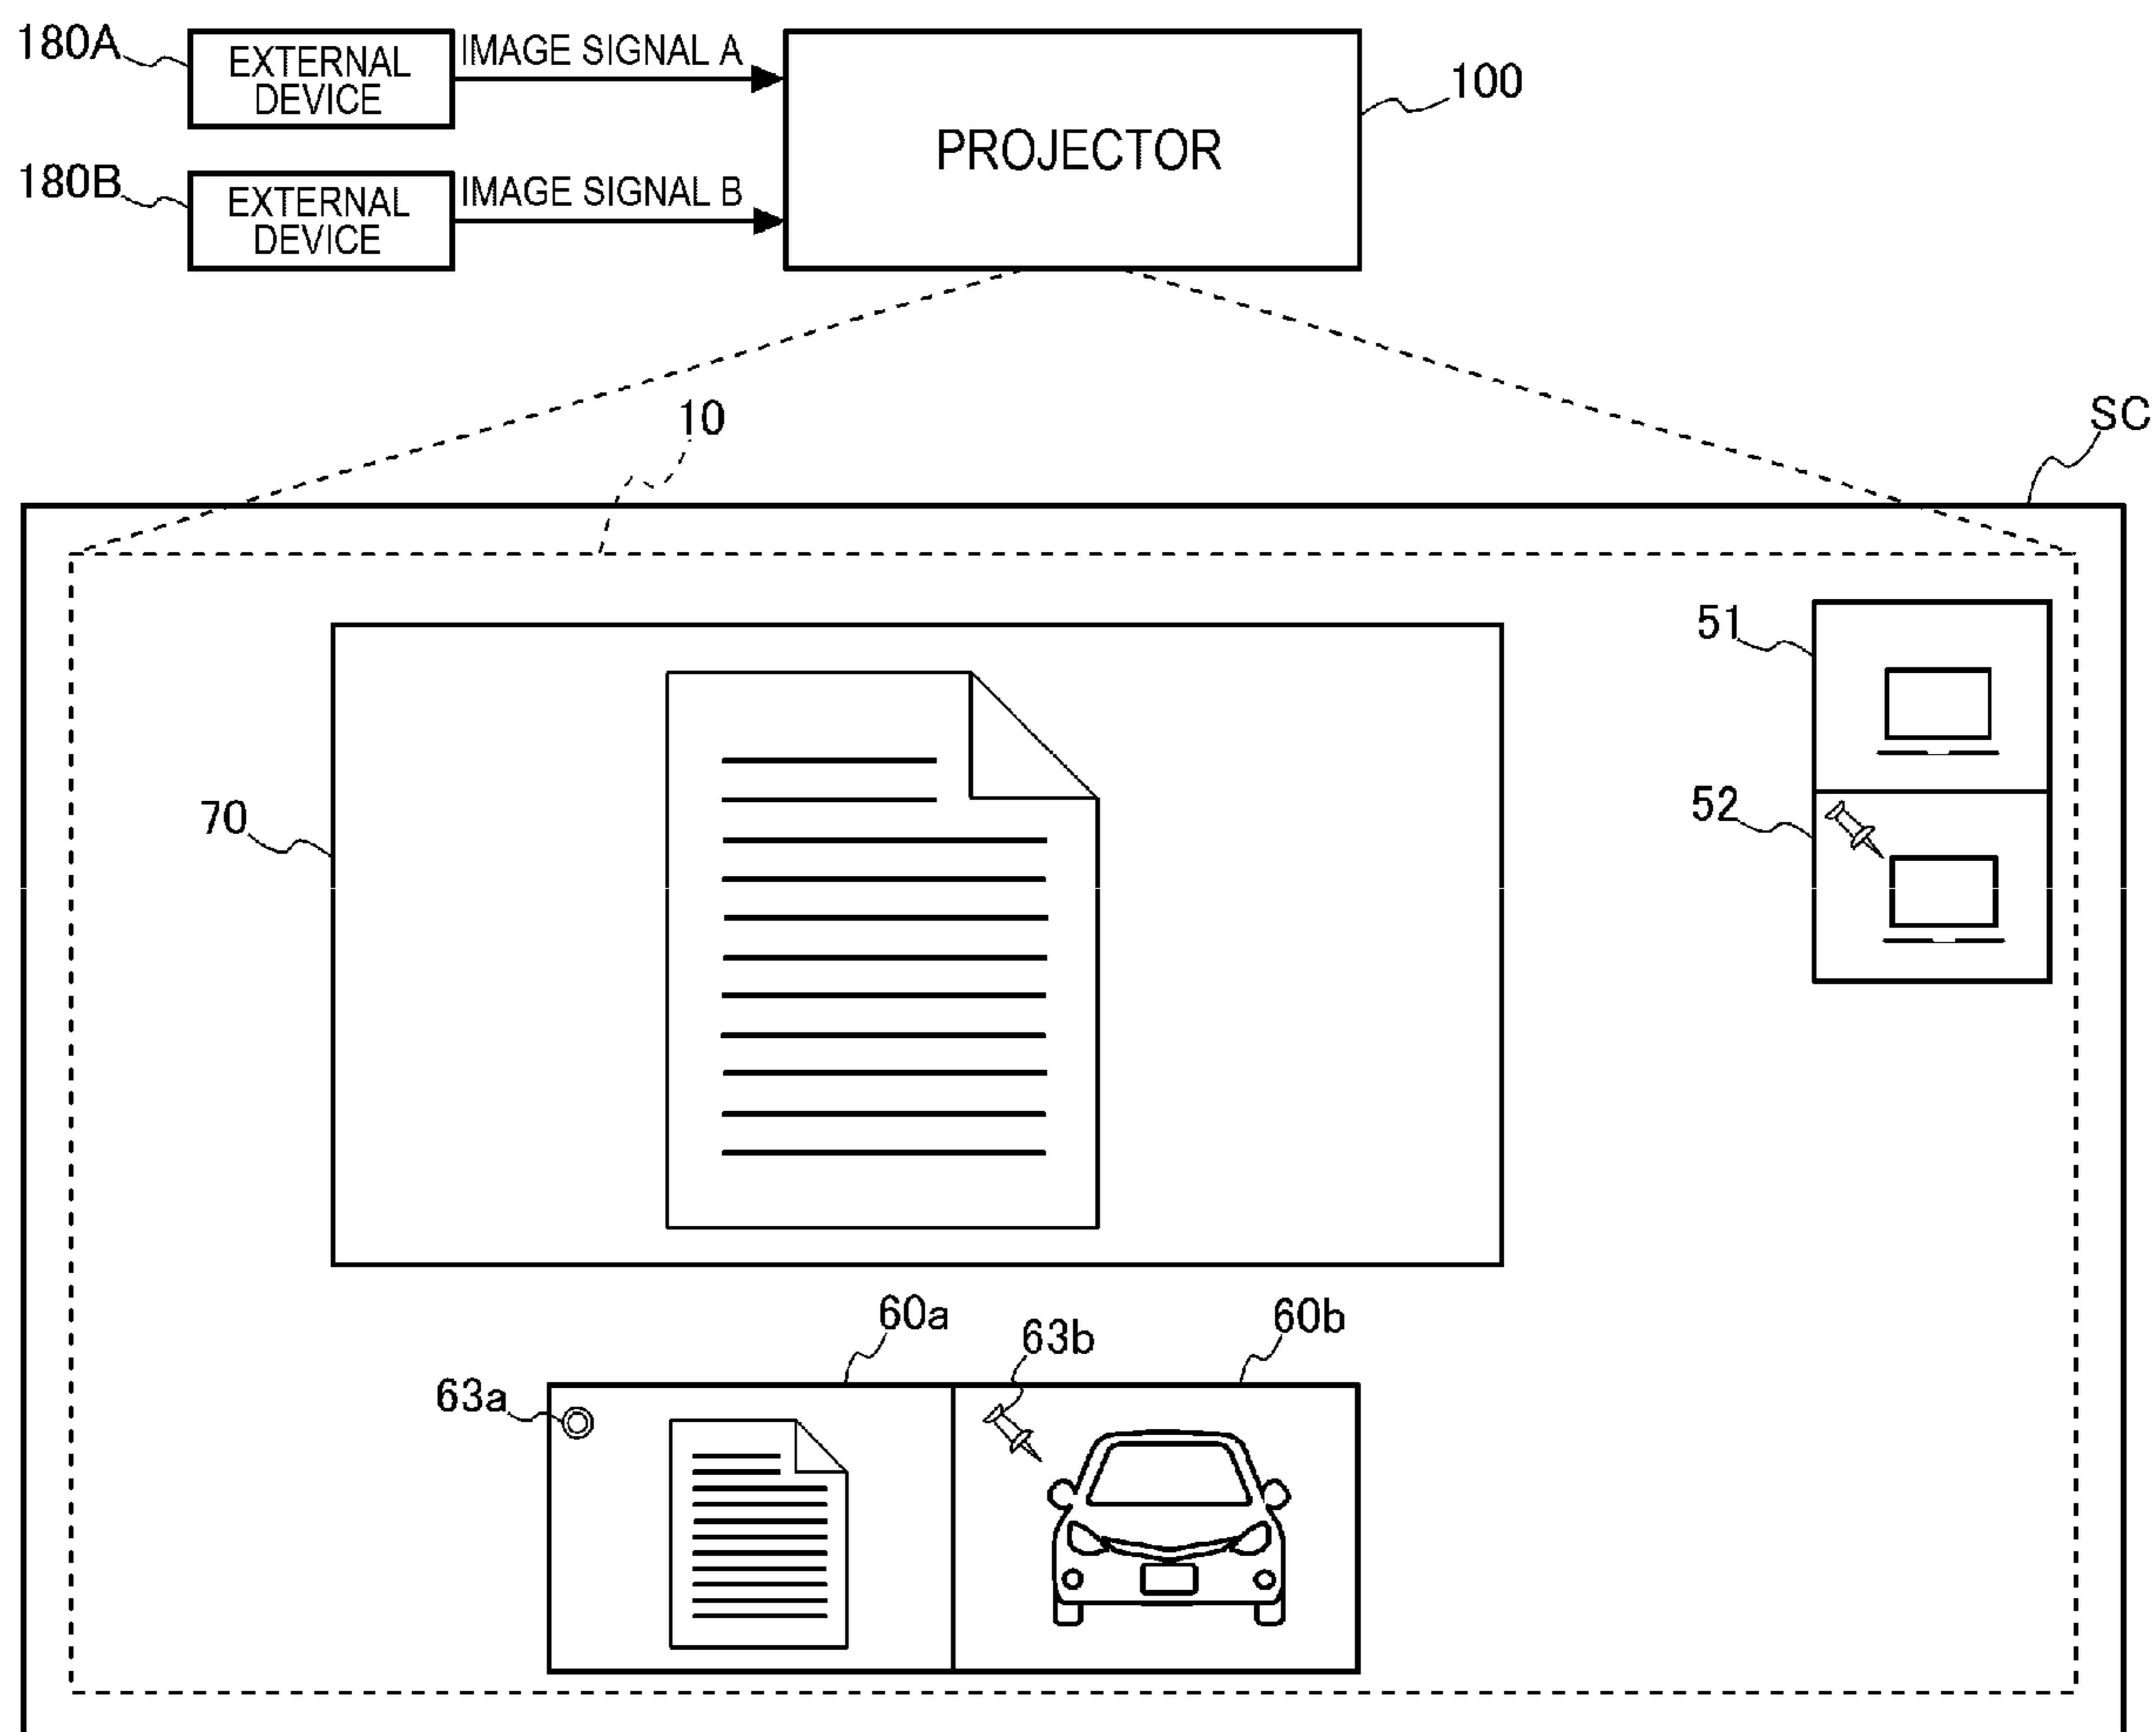 180A
EXTERNAL
DEVICE
IMAGE SIGNAL A
PROJECTOR
100
180B
EXTERNAL
DEVICE
IMAGE SIGNAL B
10
SC
51
52
70
60a
63b
60b
63a